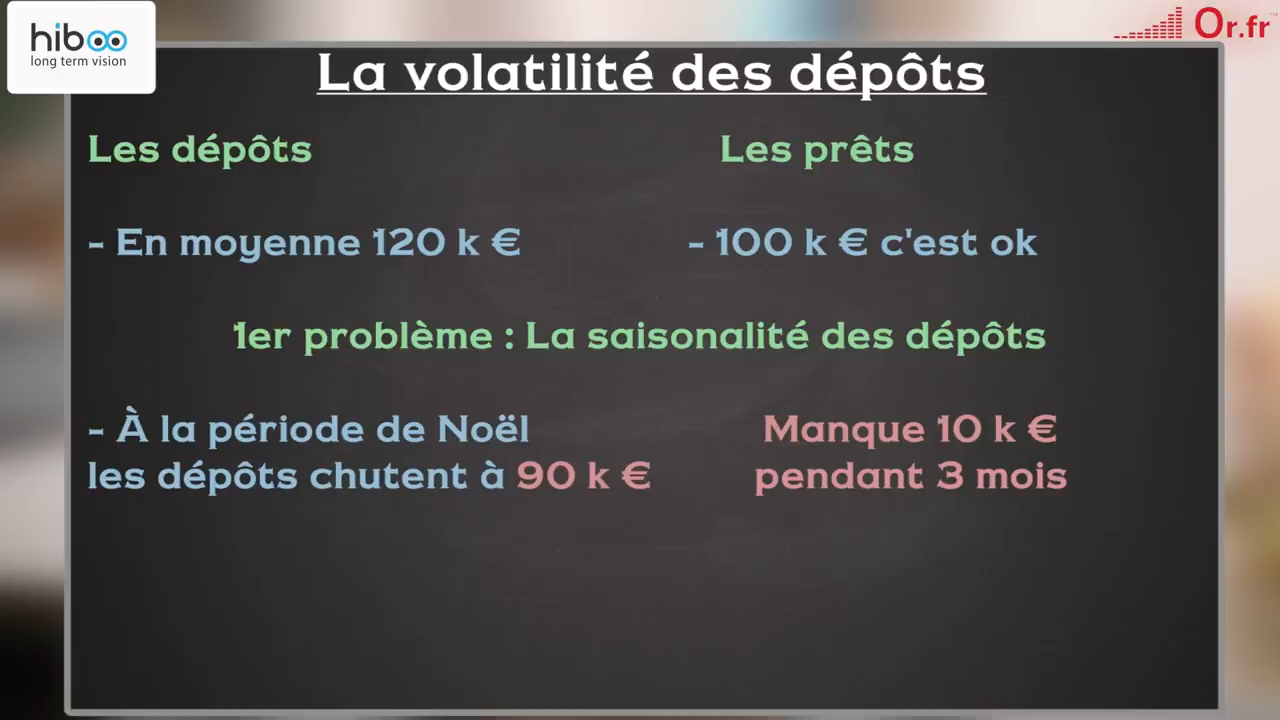 hiboo
long term vision
Or.fr
La volatilité des dépôts
Les dépôts
Les prêts
- En moyenne 120 k €
- 100 k € c'est ok
1er problème : La saisonalité des dépôts
- À la période de Noël
les dépôts chutent à 90 k €
Manque 10 k €
pendant 3 mois